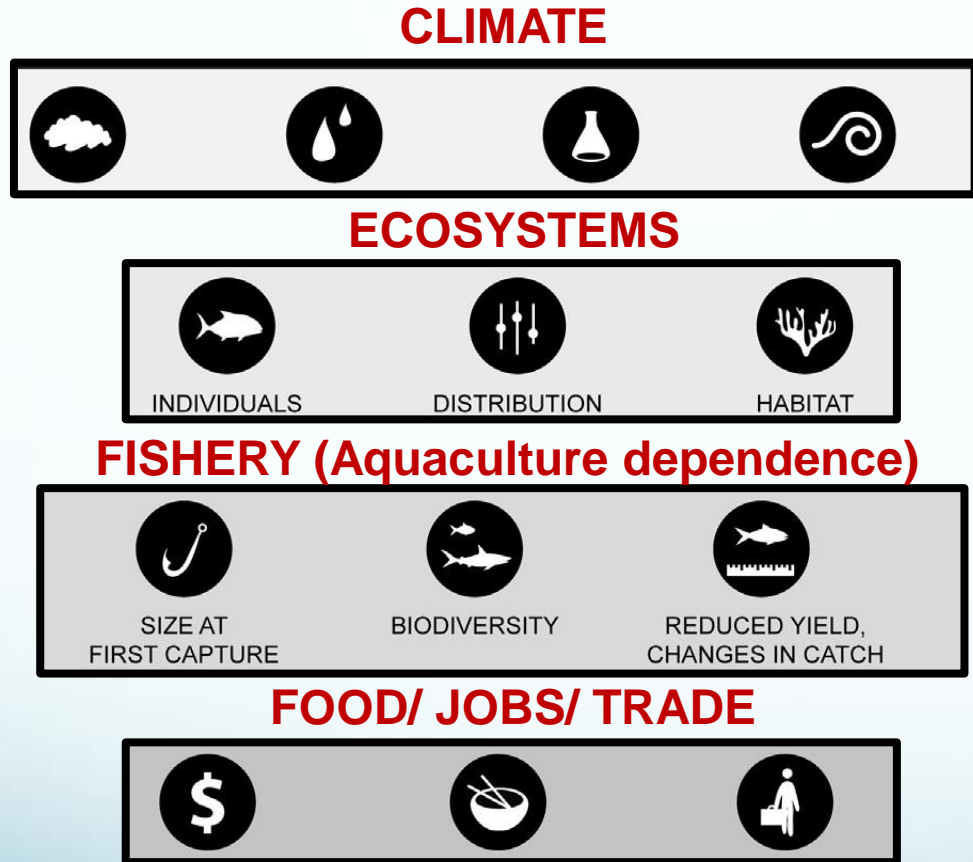 CLIMATE
ECOSYSTEMS
INDIVIDUALS
DISTRIBUTION
HABITAT
FISHERY (Aquaculture dependence)
SIZE AT
FIRST CAPTURE
BIODIVERSITY
REDUCED YIELD,
CHANGES IN CATCH
FOOD/ JOBS/ TRADE
$